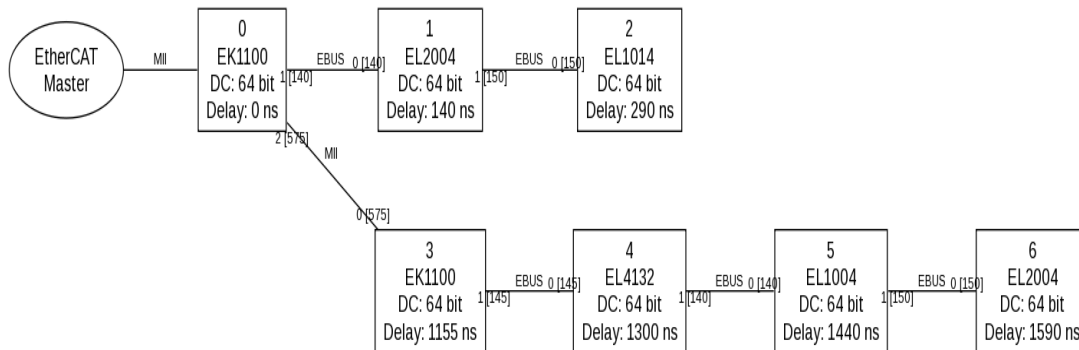 EtherCAT
Master
MII
0
EK1100
DC: 64 bit
Delay: 0 ns
1 [140]
EBUS
0 [140]
1
EL2004
DC: 64 bit
Delay: 140 ns
1 [150]
EBUS
0 [150]
2
EL1014
DC: 64 bit
Delay: 290 ns
2 [575]
MII
0 [575]
3
EK1100
DC: 64 bit
Delay: 1155 ns
1 [145]
EBUS
0 [145]
4
EL4132
DC: 64 bit
Delay: 1300 ns
1 [140]
EBUS
0 [140]
5
EL1004
DC: 64 bit
Delay: 1440 ns
1 [150]
EBUS
0 [150]
6
EL2004
DC: 64 bit
Delay: 1590 ns